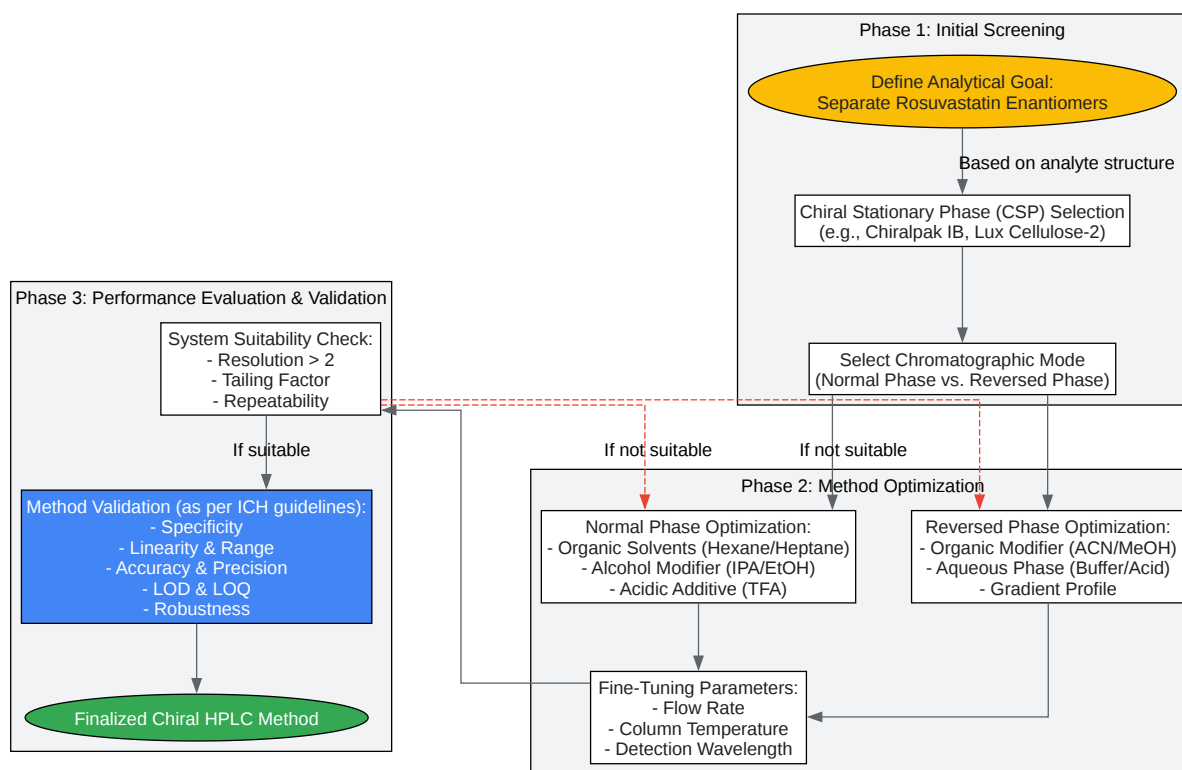 Phase 1: Initial Screening
Define Analytical Goal:
Separate Rosuvastatin Enantiomers
Based on analyte structure
Chiral Stationary Phase (CSP) Selection
(e.g., Chiralpak IB, Lux Cellulose-2)
Select Chromatographic Mode
(Normal Phase vs. Reversed Phase)
Phase 3: Performance Evaluation & Validation
System Suitability Check:
- Resolution > 2
- Tailing Factor
- Repeatability
If suitable
If not suitable
If not suitable
Method Validation (as per ICH guidelines):
- Specificity
- Linearity & Range
- Accuracy & Precision
- LOD & LOQ
- Robustness
Finalized Chiral HPLC Method
Phase 2: Method Optimization
Normal Phase Optimization:
- Organic Solvents (Hexane/Heptane)
- Alcohol Modifier (IPA/EtOH)
- Acidic Additive (TFA)
Reversed Phase Optimization:
- Organic Modifier (ACN/MeOH)
- Aqueous Phase (Buffer/Acid)
- Gradient Profile
Fine-Tuning Parameters:
- Flow Rate
- Column Temperature
- Detection Wavelength